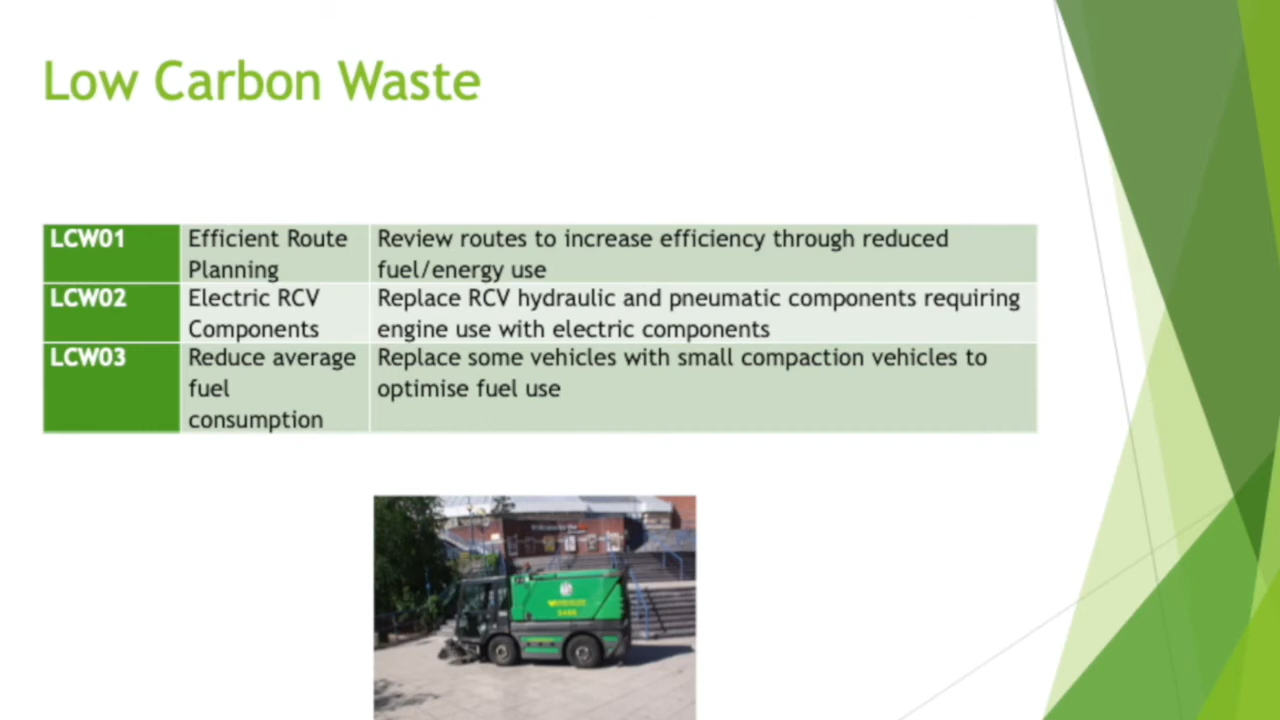 Low Carbon Waste
LCW01
Efficient Route
Planning
Review routes to increase efficiency through reduced
fuel/energy use
LCW02
Electric RCV
Components
Replace RCV hydraulic and pneumatic components requiring
engine use with electric components
LCW03
Reduce average
fuel
consumption
Replace some vehicles with small compaction vehicles to
optimise fuel use